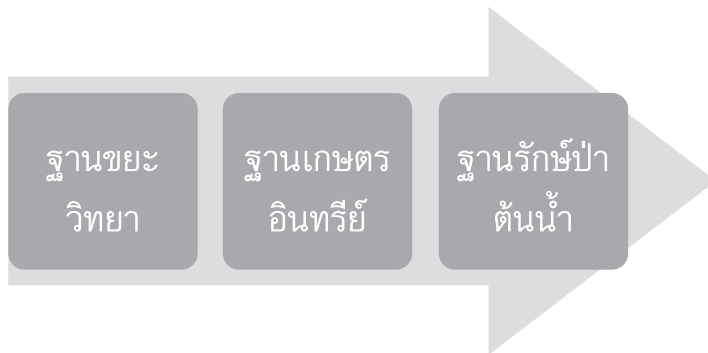 ฐานขยะ
วิทยา
ฐานเกษตร
อินทรีย์
ฐานรักษ์ป่า
ต้นน้ำ